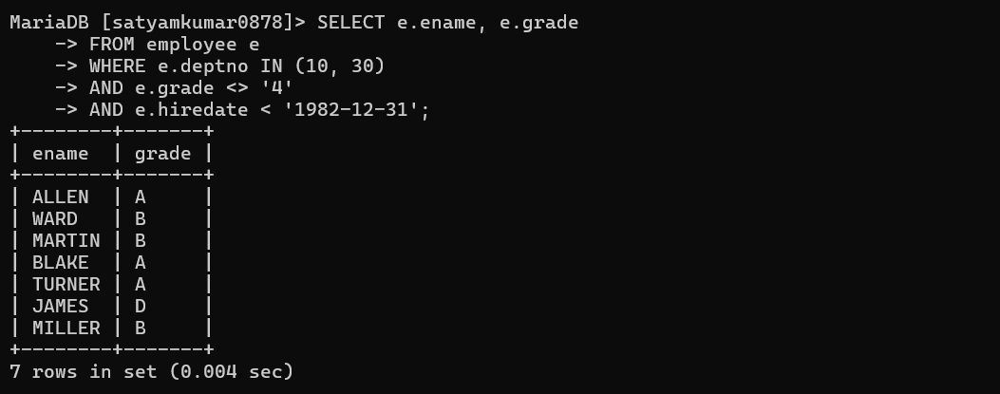 MariaDB [satyamkumar0878]> SELECT e.ename, e.grade
    -> FROM employee e
    -> WHERE e.deptno IN (10, 30)
    -> AND e.grade <> '4'
    -> AND e.hiredate < '1982-12-31';
+--------+-------+
| ename  | grade |
+--------+-------+
| ALLEN  | A     |
| WARD   | B     |
| MARTIN | B     |
| BLAKE  | A     |
| TURNER | A     |
| JAMES  | D     |
| MILLER | B     |
+--------+-------+
7 rows in set (0.004 sec)